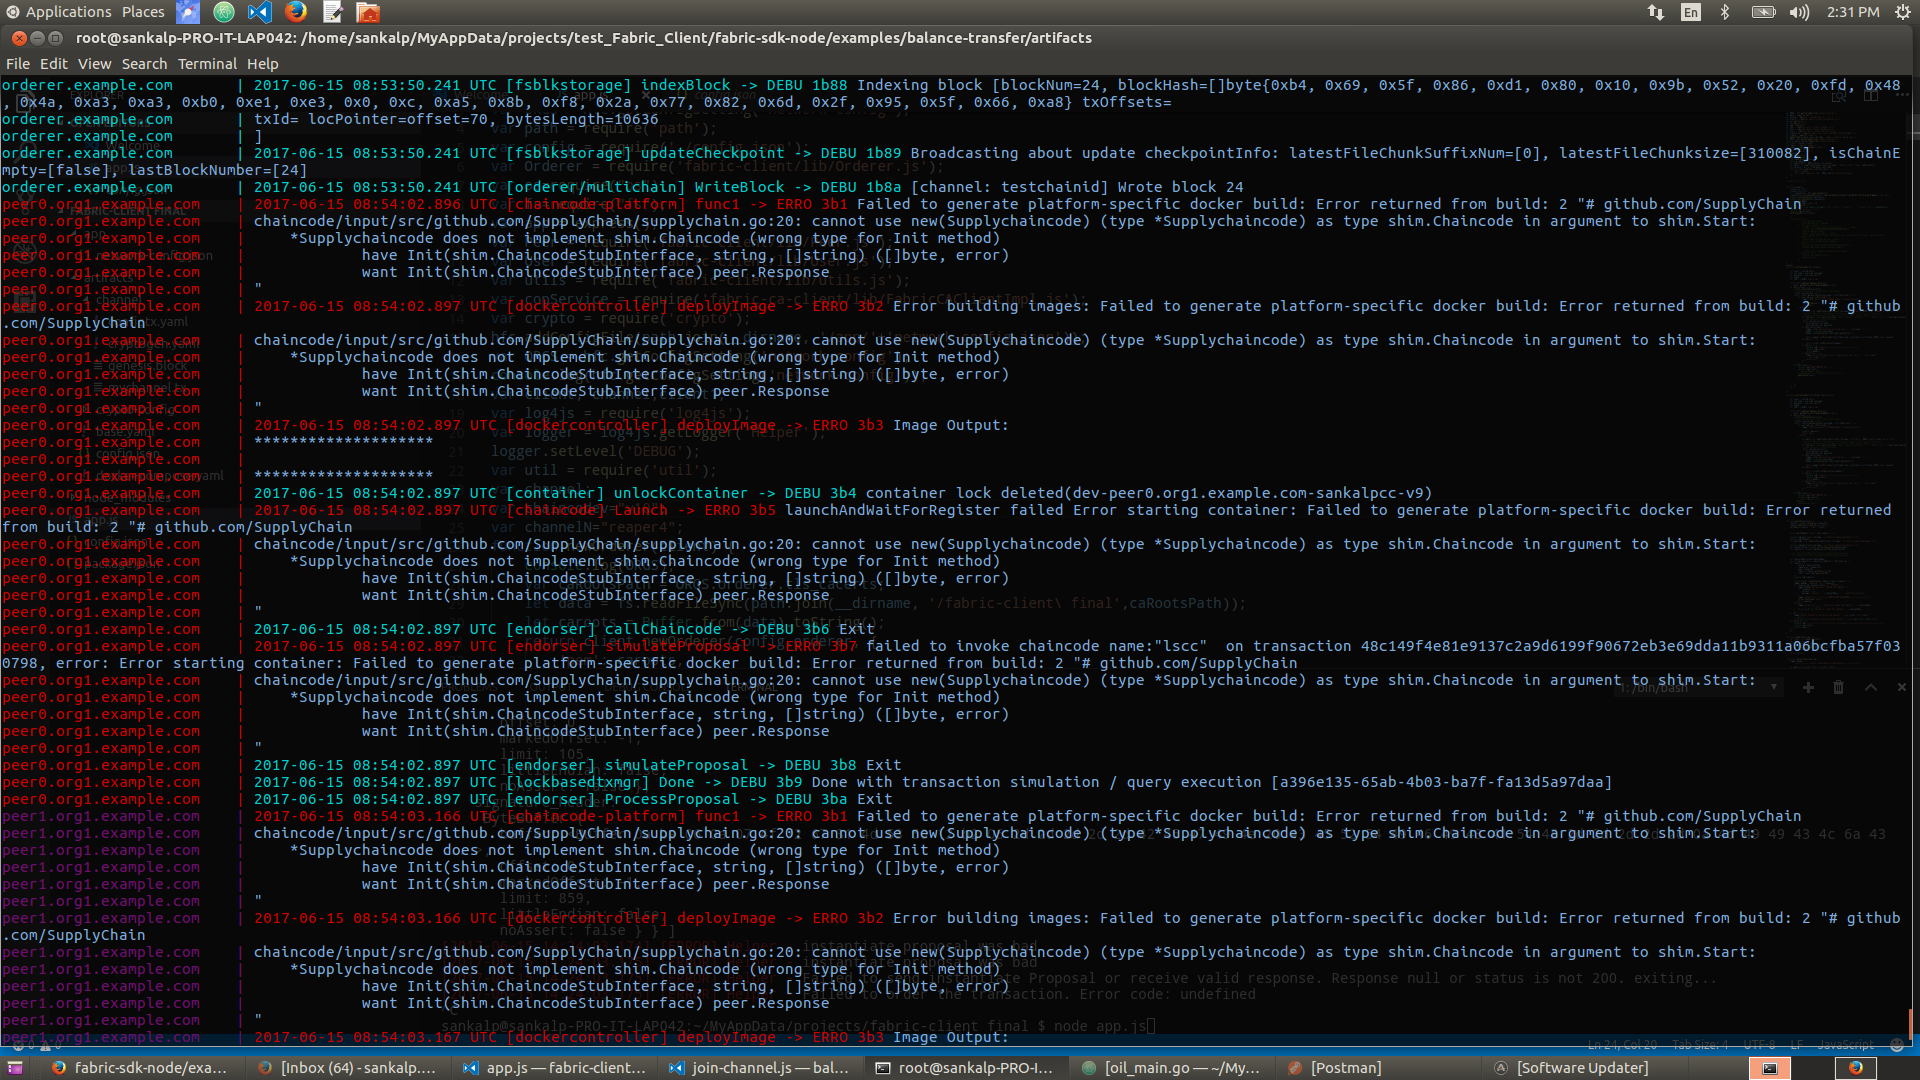 Applications Places En 2:31 PM
root@sankalp-PRO-IT-LAP042: /home/sankalp/MyAppData/projects/test_Fabric_Client/fabric-sdk-node/examples/balance-transfer/artifacts
File Edit View Search Terminal Help
orderer.example.com | 2017-06-15 08:53:50.241 UTC [fsblkstorage] indexBlock -> DEBU 1b88 Indexing block [blockNum=24, blockHash=[]byte{0xb4, 0x69, 0x5f, 0x86, 0xd1, 0x80, 0x10, 0x9b, 0x52, 0x20, 0xfd, 0x48
, 0x4a, 0xa3, 0xa3, 0xb0, 0xe1, 0xe3, 0x0, 0xc, 0xa5, 0x8b, 0xf8, 0x2a, 0x77, 0x82, 0x6d, 0x2f, 0x95, 0x5f, 0x66, 0xa8} txOffsets=
orderer.example.com | txId= locPointer=offset=70, bytesLength=10636
orderer.example.com | ]
orderer.example.com | 2017-06-15 08:53:50.241 UTC [fsblkstorage] updateCheckpoint -> DEBU 1b89 Broadcasting about update checkpointInfo: latestFileChunkSuffixNum=[0], latestFileChunksize=[310082], isChainE
mpty=[false], lastBlockNumber=[24]
orderer.example.com | 2017-06-15 08:53:50.241 UTC [orderer/multichain] WriteBlock -> DEBU 1b8a [channel: testchainid] Wrote block 24
peer0.org1.example.com | 2017-06-15 08:54:02.896 UTC [chaincode-platform] func1 -> ERRO 3b1 Failed to generate platform-specific docker build: Error returned from build: 2 "# github.com/SupplyChain
peer0.org1.example.com | chaincode/input/src/github.com/SupplyChain/supplychain.go:20: cannot use new(Supplychaincode) (type *Supplychaincode) as type shim.Chaincode in argument to shim.Start:
peer0.org1.example.com | *Supplychaincode does not implement shim.Chaincode (wrong type for Init method)
peer0.org1.example.com | have Init(shim.ChaincodeStubInterface, string, []string) ([]byte, error)
peer0.org1.example.com | want Init(shim.ChaincodeStubInterface) peer.Response
peer0.org1.example.com | "
peer0.org1.example.com | 2017-06-15 08:54:02.897 UTC [dockercontroller] deployImage -> ERRO 3b2 Error building images: Failed to generate platform-specific docker build: Error returned from build: 2 "# github
.com/SupplyChain
peer0.org1.example.com | chaincode/input/src/github.com/SupplyChain/supplychain.go:20: cannot use new(Supplychaincode) (type *Supplychaincode) as type shim.Chaincode in argument to shim.Start:
peer0.org1.example.com | *Supplychaincode does not implement shim.Chaincode (wrong type for Init method)
peer0.org1.example.com | have Init(shim.ChaincodeStubInterface, string, []string) ([]byte, error)
peer0.org1.example.com | want Init(shim.ChaincodeStubInterface) peer.Response
peer0.org1.example.com | "
peer0.org1.example.com | 2017-06-15 08:54:02.897 UTC [dockercontroller] deployImage -> ERRO 3b3 Image Output:
peer0.org1.example.com | ********************
peer0.org1.example.com |
peer0.org1.example.com | ********************
peer0.org1.example.com | 2017-06-15 08:54:02.897 UTC [container] unlockContainer -> DEBU 3b4 container lock deleted(dev-peer0.org1.example.com-sankalpcc-v9)
peer0.org1.example.com | 2017-06-15 08:54:02.897 UTC [chaincode] Launch -> ERRO 3b5 launchAndWaitForRegister failed Error starting container: Failed to generate platform-specific docker build: Error returned
from build: 2 "# github.com/SupplyChain
peer0.org1.example.com | chaincode/input/src/github.com/SupplyChain/supplychain.go:20: cannot use new(Supplychaincode) (type *Supplychaincode) as type shim.Chaincode in argument to shim.Start:
peer0.org1.example.com | *Supplychaincode does not implement shim.Chaincode (wrong type for Init method)
peer0.org1.example.com | have Init(shim.ChaincodeStubInterface, string, []string) ([]byte, error)
peer0.org1.example.com | want Init(shim.ChaincodeStubInterface) peer.Response
peer0.org1.example.com | "
peer0.org1.example.com | 2017-06-15 08:54:02.897 UTC [endorser] callChaincode -> DEBU 3b6 Exit
peer0.org1.example.com | 2017-06-15 08:54:02.897 UTC [endorser] simulateProposal -> ERRO 3b7 failed to invoke chaincode name:"lscc" on transaction 48c149f4e81e9137c2a9d6199f90672eb3e69dda11b9311a06bcfba57f03
0798, error: Error starting container: Failed to generate platform-specific docker build: Error returned from build: 2 "# github.com/SupplyChain
peer0.org1.example.com | chaincode/input/src/github.com/SupplyChain/supplychain.go:20: cannot use new(Supplychaincode) (type *Supplychaincode) as type shim.Chaincode in argument to shim.Start:
peer0.org1.example.com | *Supplychaincode does not implement shim.Chaincode (wrong type for Init method)
peer0.org1.example.com | have Init(shim.ChaincodeStubInterface, string, []string) ([]byte, error)
peer0.org1.example.com | want Init(shim.ChaincodeStubInterface) peer.Response
peer0.org1.example.com | "
peer0.org1.example.com | 2017-06-15 08:54:02.897 UTC [endorser] simulateProposal -> DEBU 3b8 Exit
peer0.org1.example.com | 2017-06-15 08:54:02.897 UTC [lockbasedtxmgr] Done -> DEBU 3b9 Done with transaction simulation / query execution [a396e135-65ab-4b03-ba7f-fa13d5a97daa]
peer0.org1.example.com | 2017-06-15 08:54:02.897 UTC [endorser] ProcessProposal -> DEBU 3ba Exit
peer1.org1.example.com | 2017-06-15 08:54:03.166 UTC [chaincode-platform] func1 -> ERRO 3b1 Failed to generate platform-specific docker build: Error returned from build: 2 "# github.com/SupplyChain
peer1.org1.example.com | chaincode/input/src/github.com/SupplyChain/supplychain.go:20: cannot use new(Supplychaincode) (type *Supplychaincode) as type shim.Chaincode in argument to shim.Start:
peer1.org1.example.com | *Supplychaincode does not implement shim.Chaincode (wrong type for Init method)
peer1.org1.example.com | have Init(shim.ChaincodeStubInterface, string, []string) ([]byte, error)
peer1.org1.example.com | want Init(shim.ChaincodeStubInterface) peer.Response
peer1.org1.example.com | "
peer1.org1.example.com | 2017-06-15 08:54:03.166 UTC [dockercontroller] deployImage -> ERRO 3b2 Error building images: Failed to generate platform-specific docker build: Error returned from build: 2 "# github
.com/SupplyChain
peer1.org1.example.com | chaincode/input/src/github.com/SupplyChain/supplychain.go:20: cannot use new(Supplychaincode) (type *Supplychaincode) as type shim.Chaincode in argument to shim.Start:
peer1.org1.example.com | *Supplychaincode does not implement shim.Chaincode (wrong type for Init method)
peer1.org1.example.com | have Init(shim.ChaincodeStubInterface, string, []string) ([]byte, error)
peer1.org1.example.com | want Init(shim.ChaincodeStubInterface) peer.Response
peer1.org1.example.com | "
peer1.org1.example.com | 2017-06-15 08:54:03.167 UTC [dockercontroller] deployImage -> ERRO 3b3 Image Output:
sankalp@sankalp-PRO-IT-LAP042:~/MyAppData/projects/fabric-client final $ node app.js
Ln 24, Col 20 Tab Size: 4 UTF-8 LF JavaScript
fabric-sdk-node/exa... [Inbox (64) - sankalp.... app.js — fabric-client... join-channel.js — bal... root@sankalp-PRO-I... [oil_main.go — ~/My... [Postman] [Software Updater]